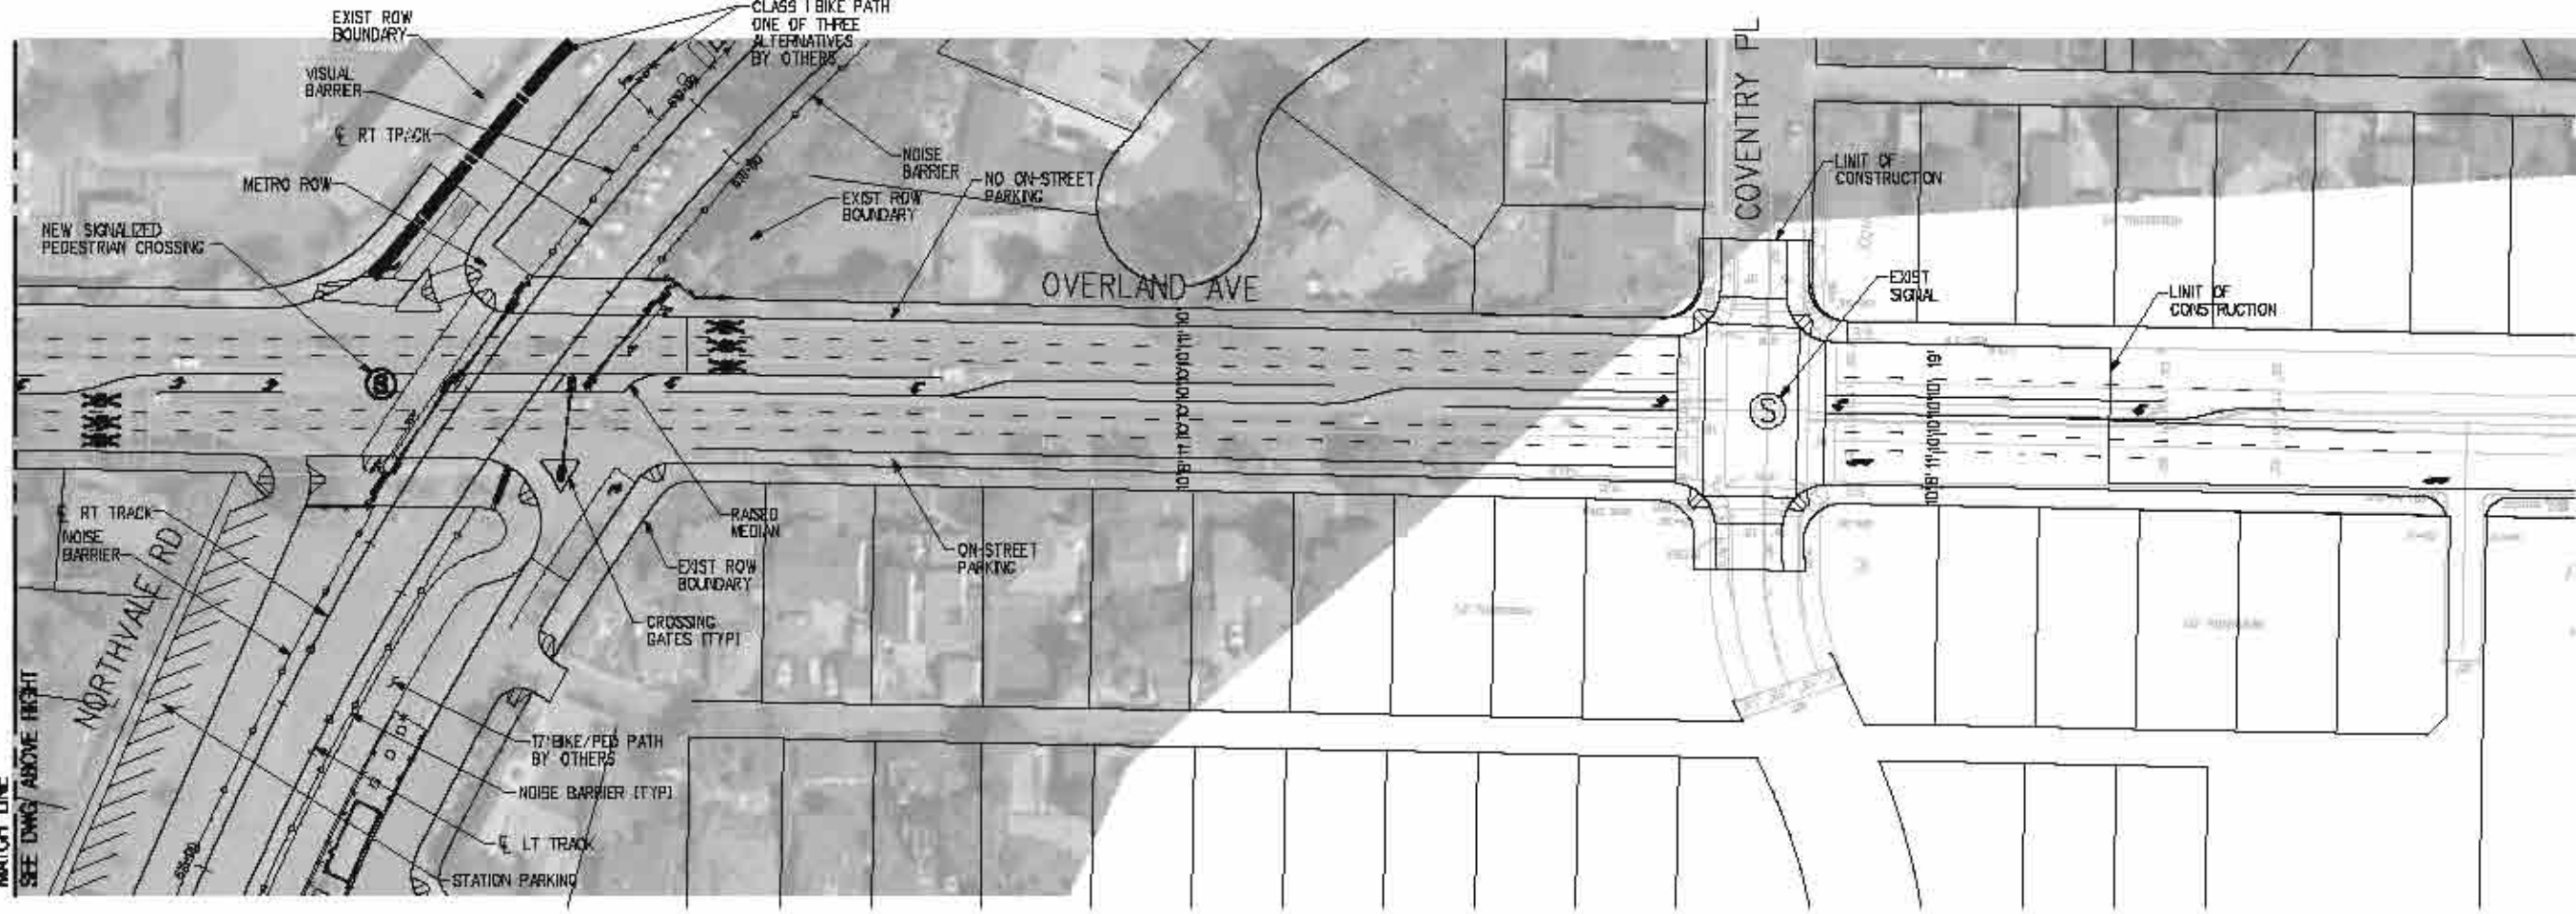 EXIST ROW
BOUNDARY
CLASS 1 BIKE PATH
ONE OF THREE
ALTERNATIVES
BY OTHERS
VISUAL
BARRIER
℄ RT TRACK
METRO ROW
NEW SIGNALIZED
PEDESTRIAN CROSSING
NOISE
BARRIER
EXIST ROW
BOUNDARY
NO ON-STREET
PARKING
OVERLAND AVE
COVENTRY PL
LIMIT OF
CONSTRUCTION
EXIST
SIGNAL
LIMIT OF
CONSTRUCTION
S
S
℄ RT TRACK
NOISE
BARRIER
NORTHVALE RD
RAISED
MEDIAN
EXIST ROW
BOUNDARY
ON-STREET
PARKING
CROSSING
GATES (TYP)
17' BIKE/PED PATH
BY OTHERS
NOISE BARRIER (TYP)
℄ LT TRACK
STATION PARKING
MATCH LINE
SEE DWG ABOVE RIGHT